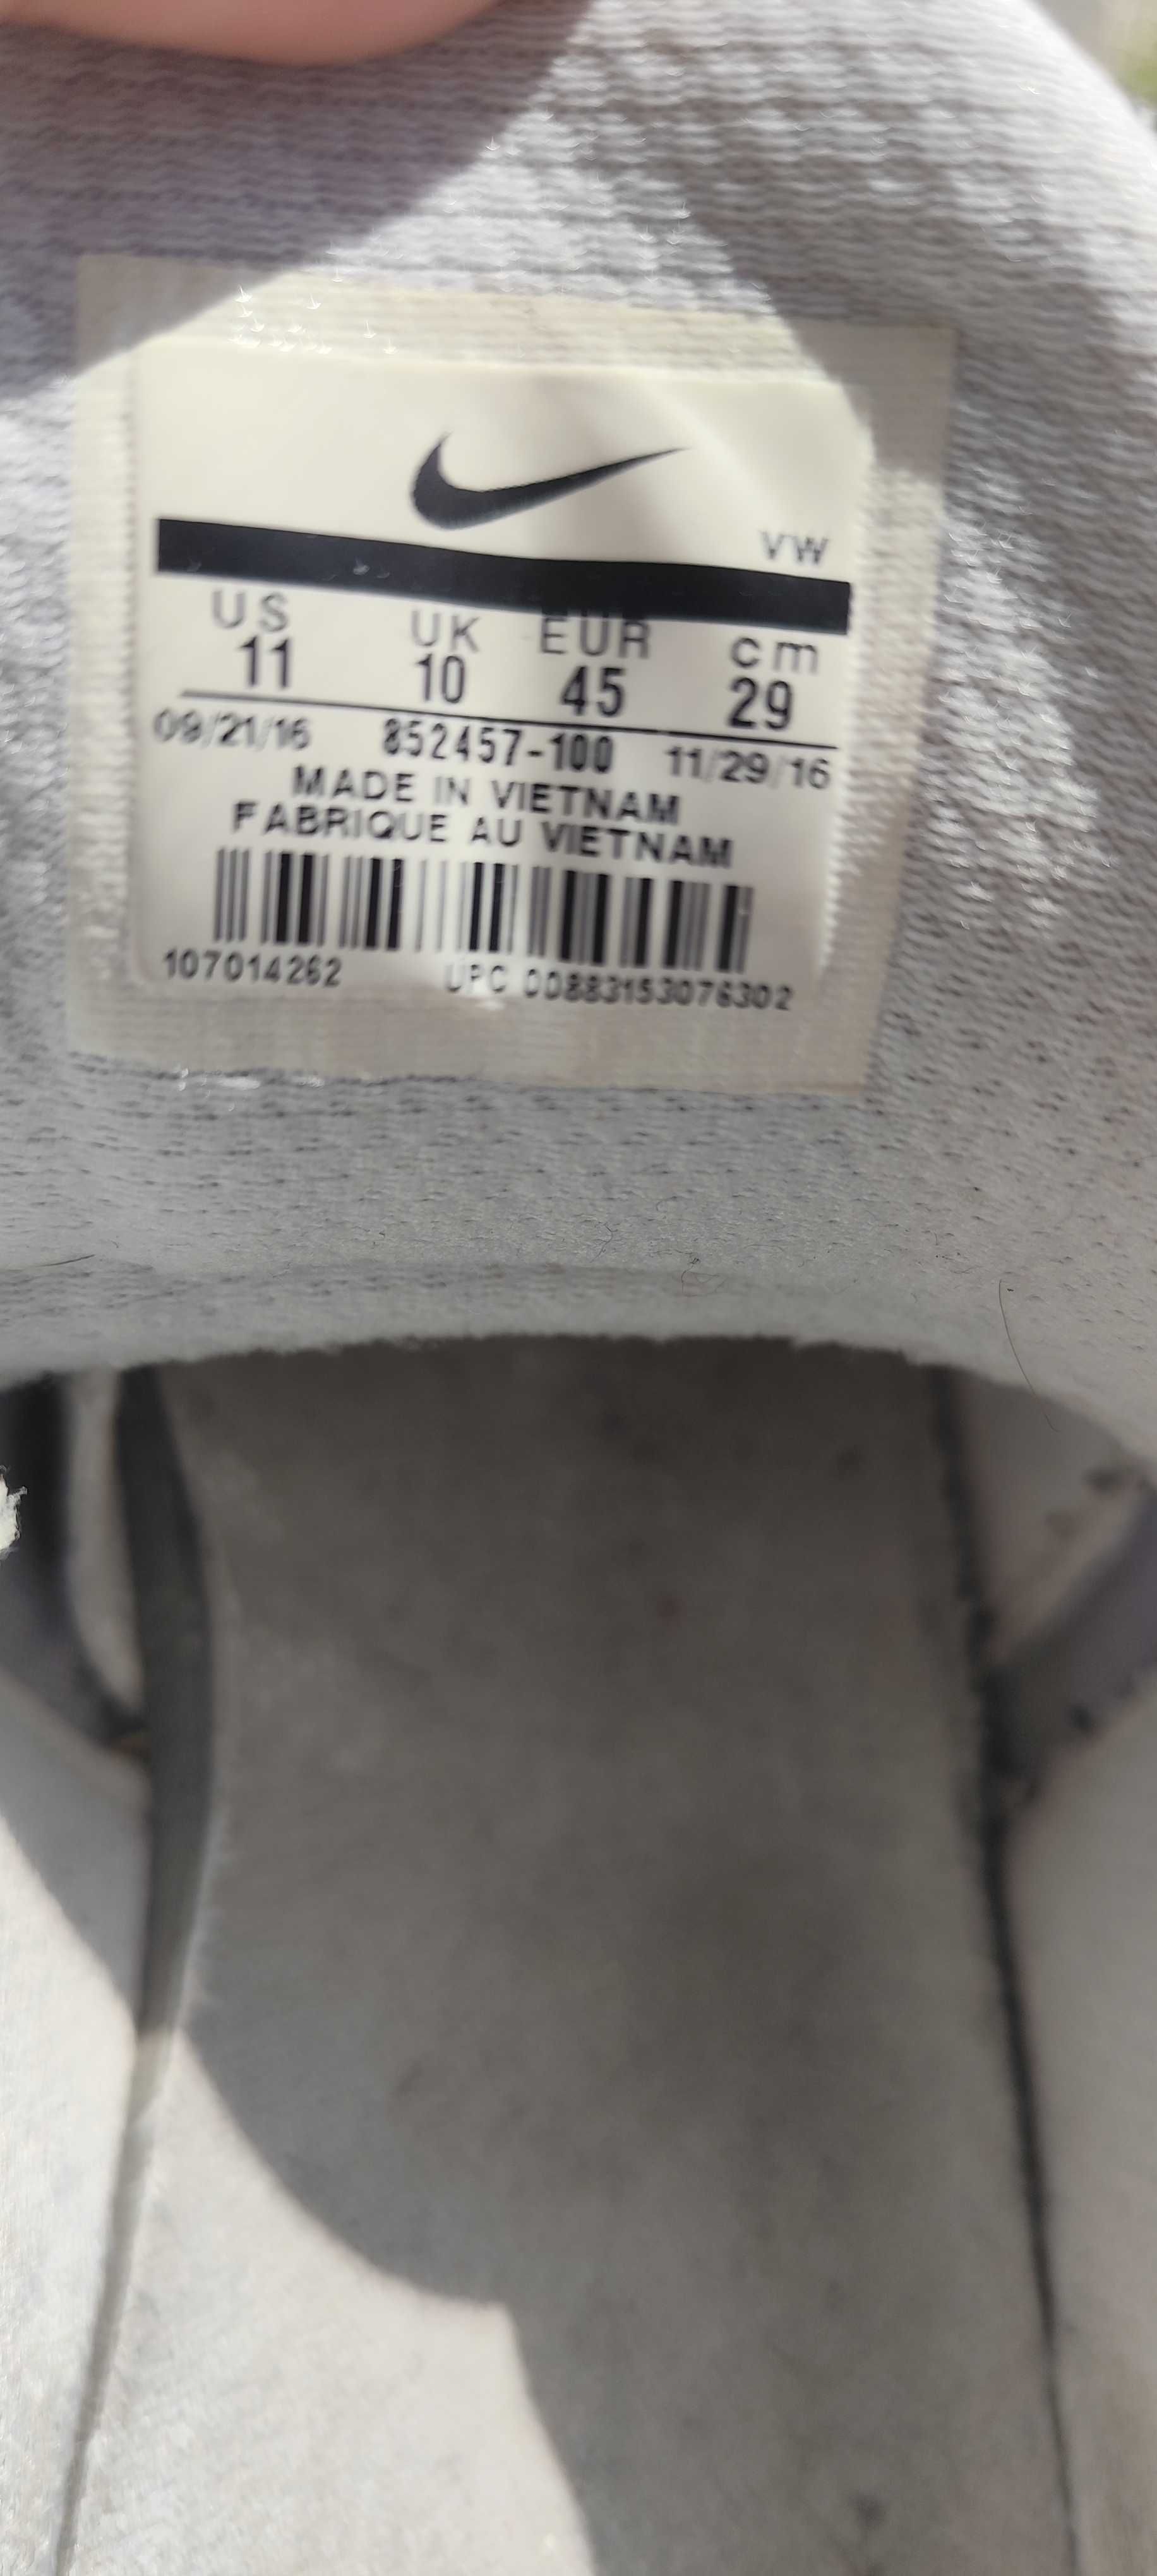 VW
US UK EUR cm
11 10 45 29
09/21/16 852457-100 11/29/16
MADE IN VIETNAM
FABRIQUE AU VIETNAM
107014262 UPC 00883153076302